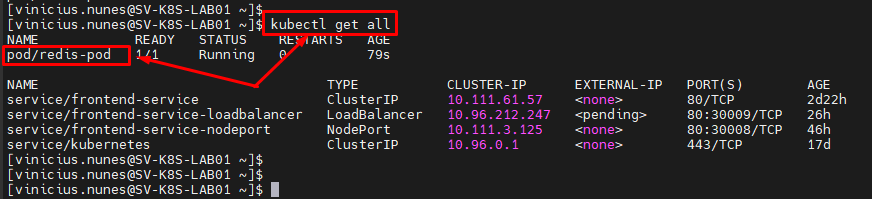 [vinicius.nunes@SV-K8S-LAB01 ~]$
[vinicius.nunes@SV-K8S-LAB01 ~]$ kubectl get all
NAME READY STATUS RESTARTS AGE
pod/redis-pod 1/1 Running 0 79s
NAME TYPE CLUSTER-IP EXTERNAL-IP PORT(S) AGE
service/frontend-service ClusterIP 10.111.61.57 <none> 80/TCP 2d22h
service/frontend-service-loadbalancer LoadBalancer 10.96.212.247 <pending> 80:30009/TCP 26h
service/frontend-service-nodeport NodePort 10.111.3.125 <none> 80:30008/TCP 46h
service/kubernetes ClusterIP 10.96.0.1 <none> 443/TCP 17d
[vinicius.nunes@SV-K8S-LAB01 ~]$
[vinicius.nunes@SV-K8S-LAB01 ~]$
[vinicius.nunes@SV-K8S-LAB01 ~]$